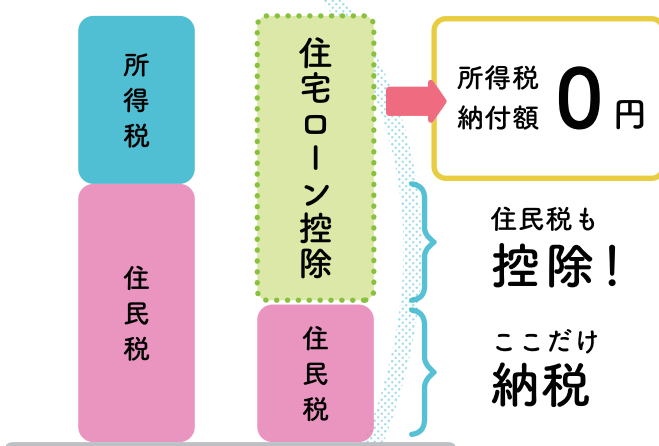 所得税
住民税
住宅ローン控除
住民税
所得税
納付額 0円
住民税も
控除！
ここだけ
納税